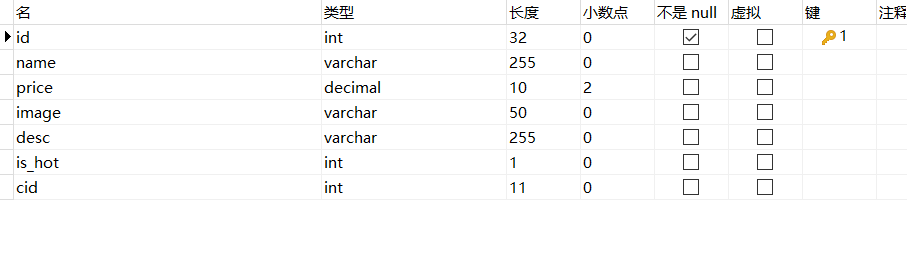 名 类型 长度 小数点 不是 null 虚拟 键 注释
id int 32 0 1
name varchar 255 0
price decimal 10 2
image varchar 50 0
desc varchar 255 0
is_hot int 1 0
cid int 11 0